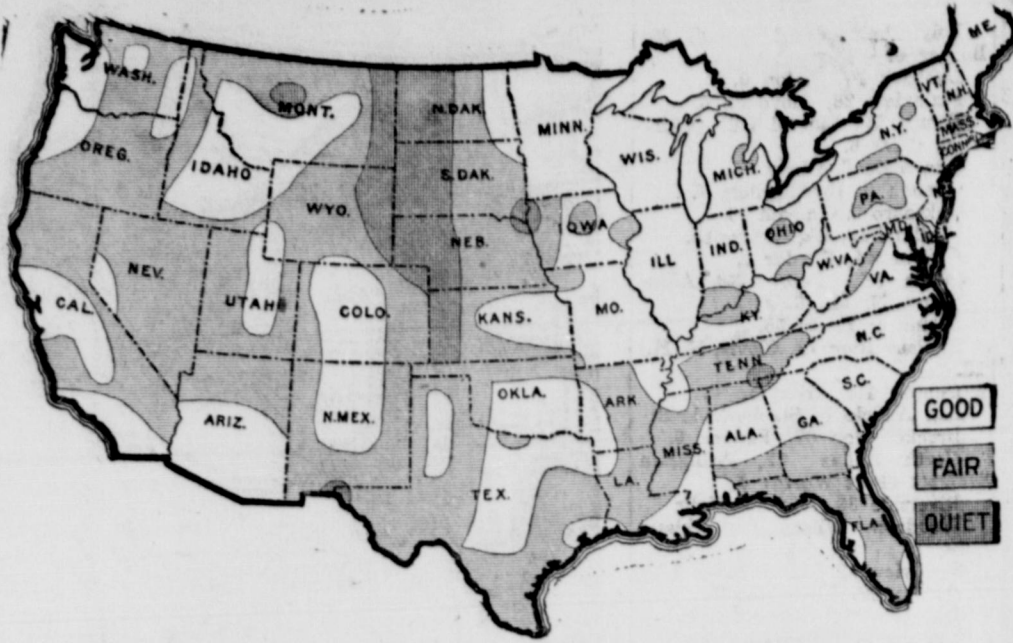 WASH.
MONT.
N.DAK.
MINN.
ME.
VT.
N.H.
MASS.
CONN.
N.Y.
OREG.
IDAHO
S.DAK.
WIS.
MICH.
WYO.
NEB.
IOWA
PA.
NEV.
UTAH
COLO.
KANS.
MO.
ILL
IND.
OHIO
W.VA.
VA.
MD.
DEL.
CAL.
KY.
N.C.
TENN.
S.C.
ARIZ.
N.MEX.
OKLA.
ARK.
MISS.
ALA.
GA.
TEX.
LA.
FLA.
GOOD
FAIR
QUIET